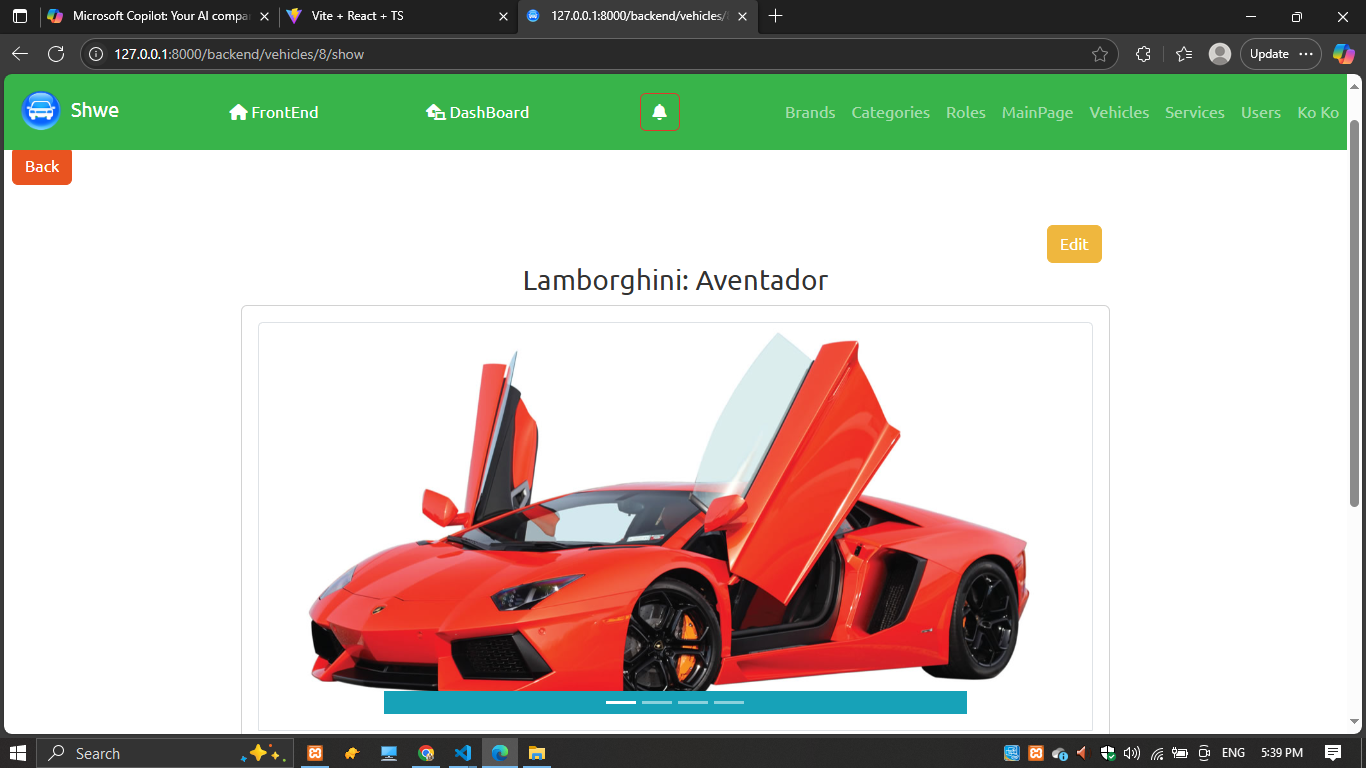 Microsoft Copilot: Your AI compa
Vite + React + TS
127.0.0.1:8000/backend/vehicles/
127.0.0.1:8000/backend/vehicles/8/show
Update
Shwe
FrontEnd
DashBoard
Brands
Categories
Roles
MainPage
Vehicles
Services
Users
Ko Ko
Back
Edit
Lamborghini: Aventador
Search
ENG
5:39 PM